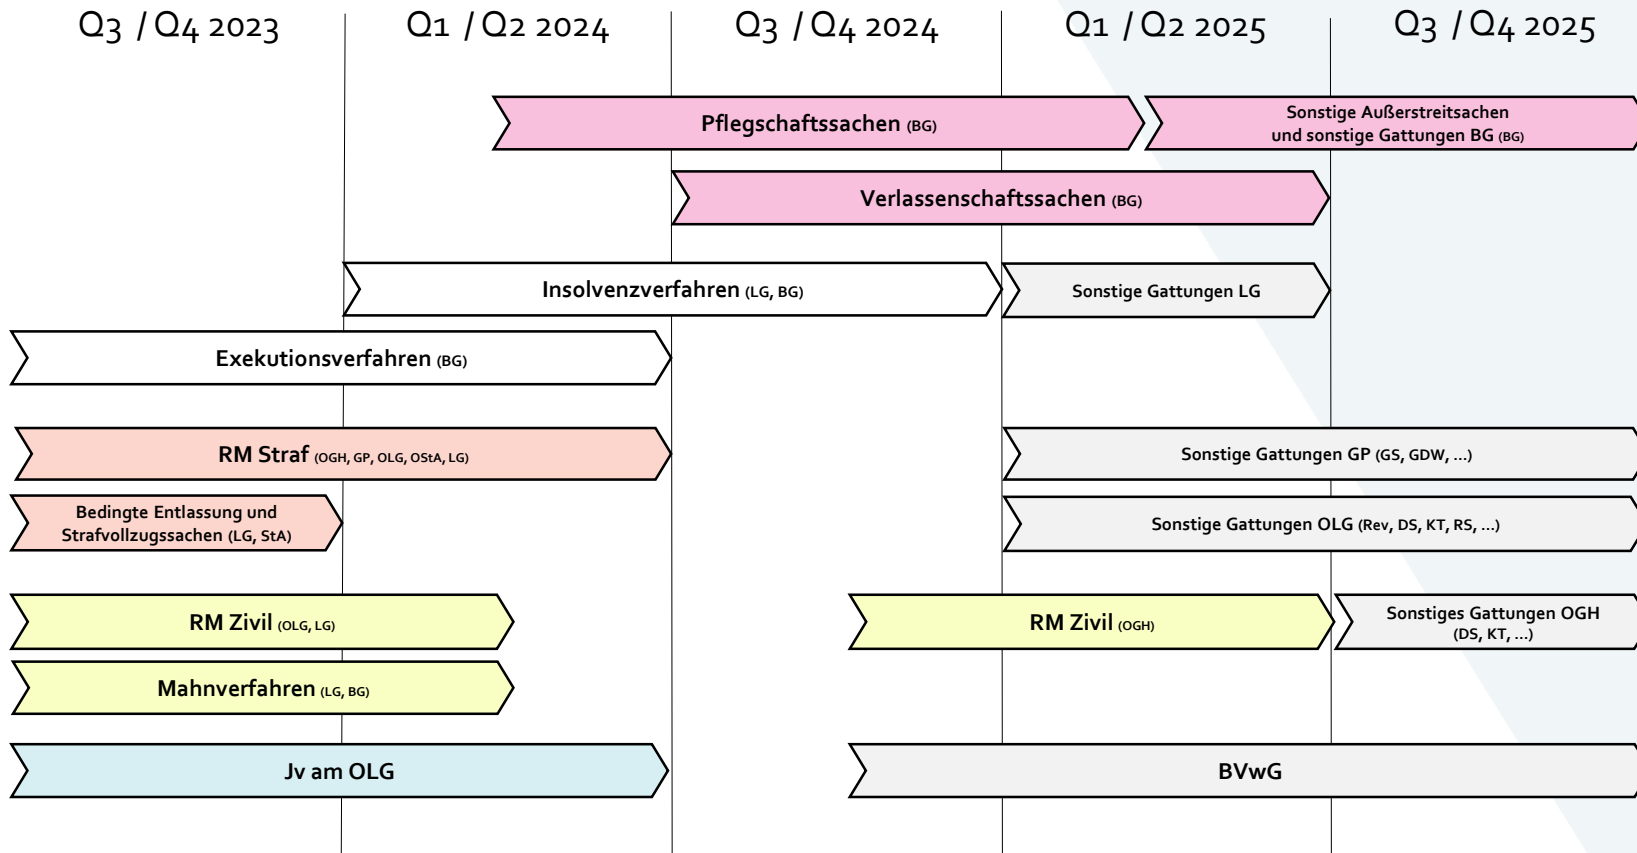 Q3 / Q4 2023
Q1 / Q2 2024
Q3 / Q4 2024
Q1 / Q2 2025
Q3 / Q4 2025
Pflegschaftssachen (BG)
Sonstige Außerstreitsachen
und sonstige Gattungen BG (BG)
Verlassenschaftssachen (BG)
Insolvenzverfahren (LG, BG)
Sonstige Gattungen LG
Exekutionsverfahren (BG)
RM Straf (OGH, GP, OLG, OStA, LG)
Sonstige Gattungen GP (GS, GDW, ...)
Bedingte Entlassung und
Strafvollzugssachen (LG, StA)
Sonstige Gattungen OLG (Rev, DS, KT, RS, ...)
RM Zivil (OLG, LG)
RM Zivil (OGH)
Sonstiges Gattungen OGH
(DS, KT, ...)
Mahnverfahren (LG, BG)
Jv am OLG
BVwG